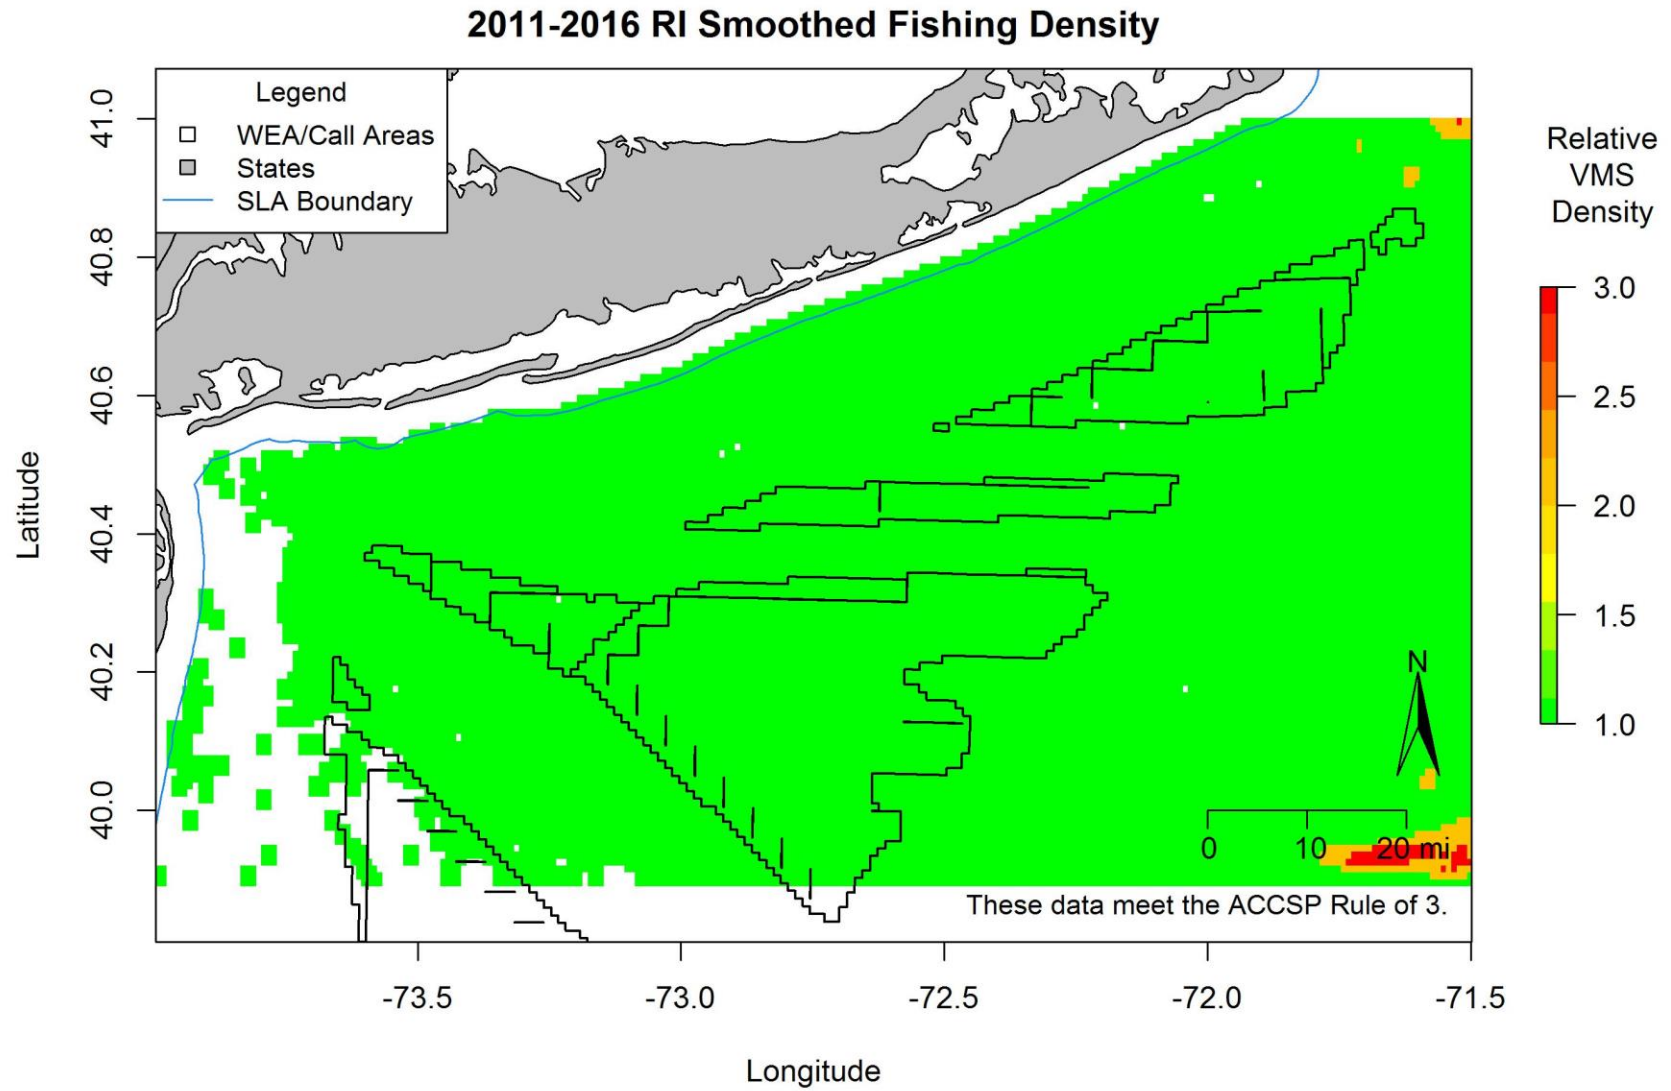 2011-2016 RI Smoothed Fishing Density
Legend
WEA/Call Areas
States
SLA Boundary
Latitude
41.0
40.8
40.6
40.4
40.2
40.0
Relative
VMS
Density
3.0
2.5
2.0
1.5
1.0
N
0 10 20 mi
These data meet the ACCSP Rule of 3.
-73.5 -73.0 -72.5 -72.0 -71.5
Longitude